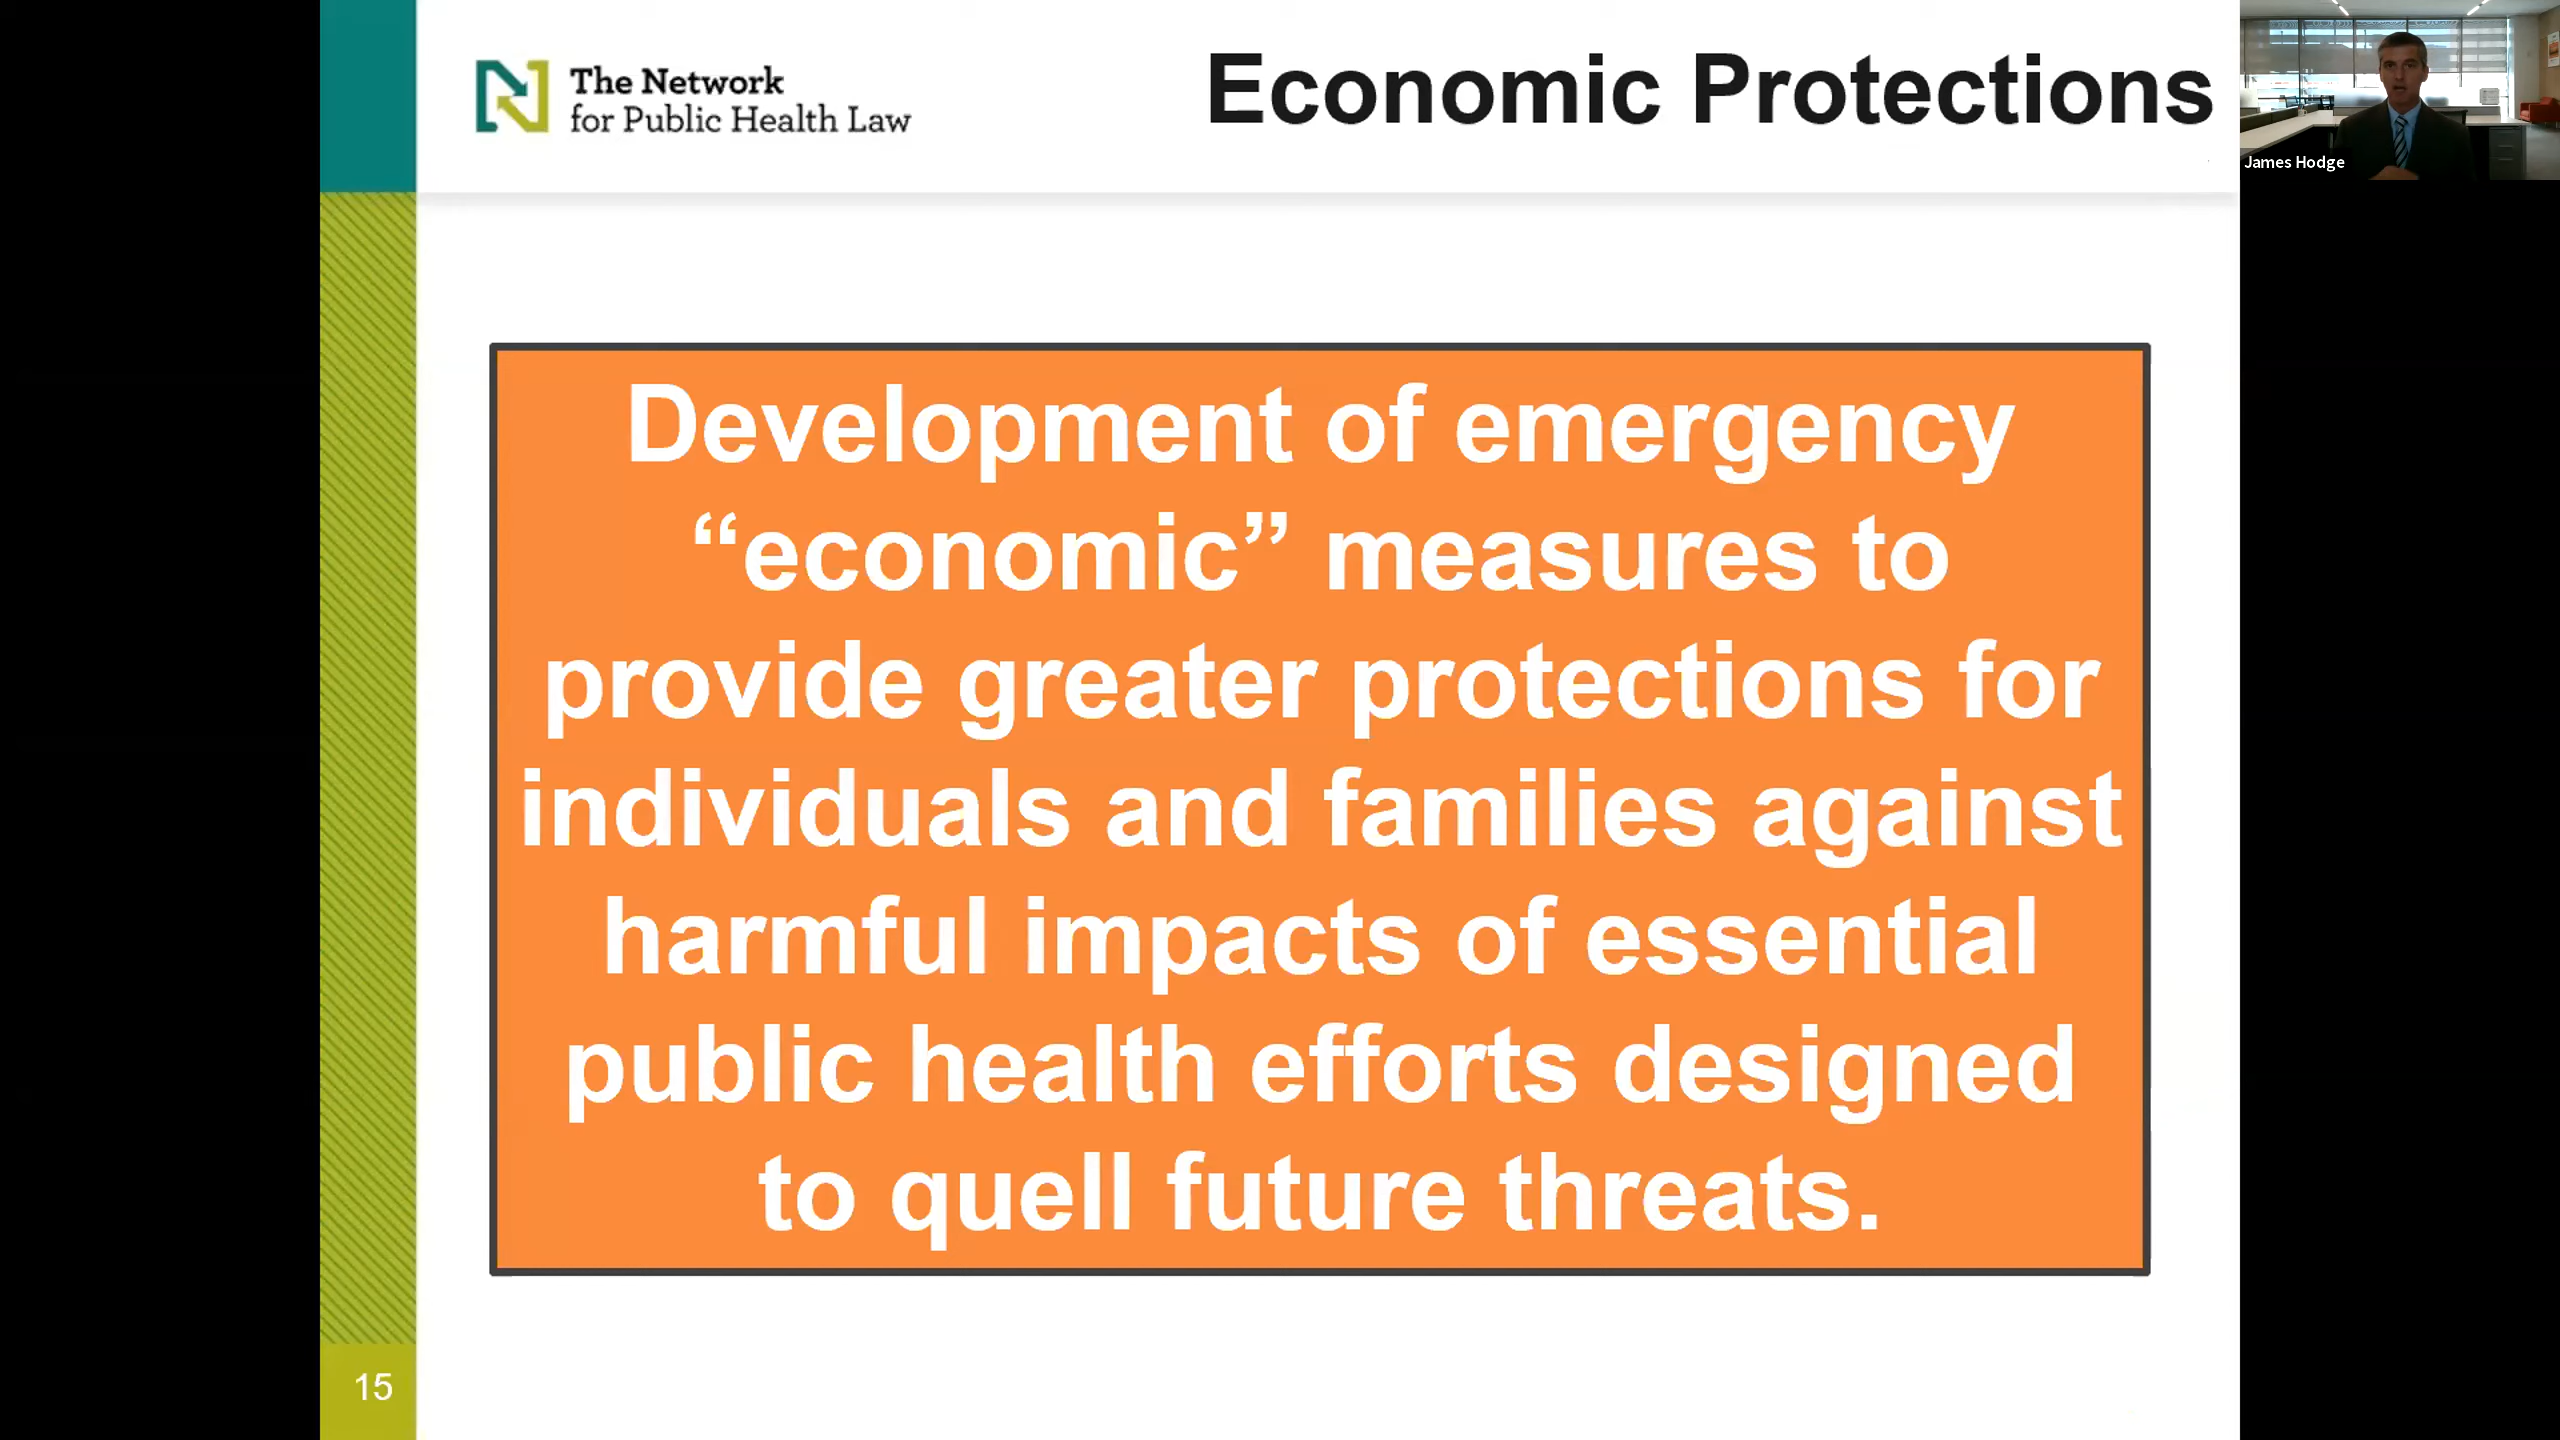 The Network
for Public Health Law
Economic Protections
James Hodge
Development of emergency
“economic” measures to
provide greater protections for
individuals and families against
harmful impacts of essential
public health efforts designed
to quell future threats.
15